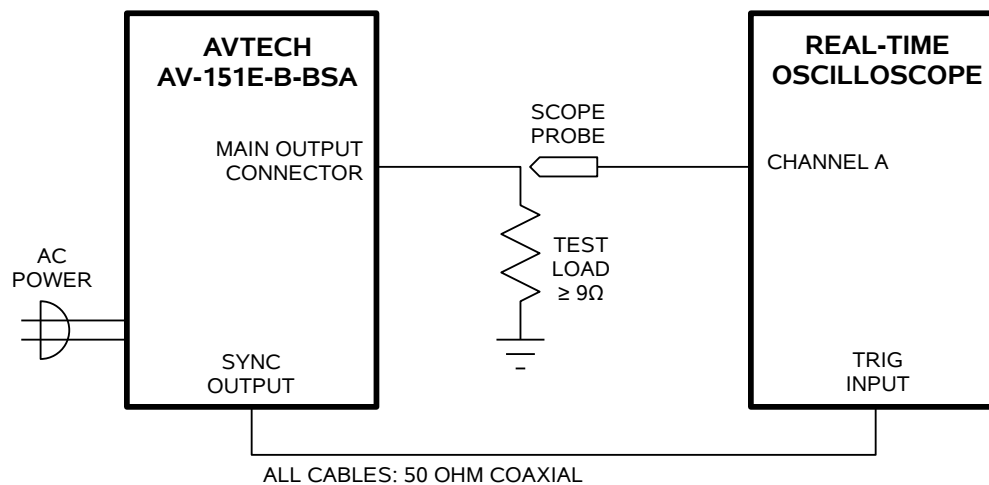 AVTECH
AV-151E-B-BSA
MAIN OUTPUT
CONNECTOR
AC
POWER
SYNC
OUTPUT
SCOPE
PROBE
TEST
LOAD
≥ 9Ω
REAL-TIME
OSCILLOSCOPE
CHANNEL A
TRIG
INPUT
ALL CABLES: 50 OHM COAXIAL